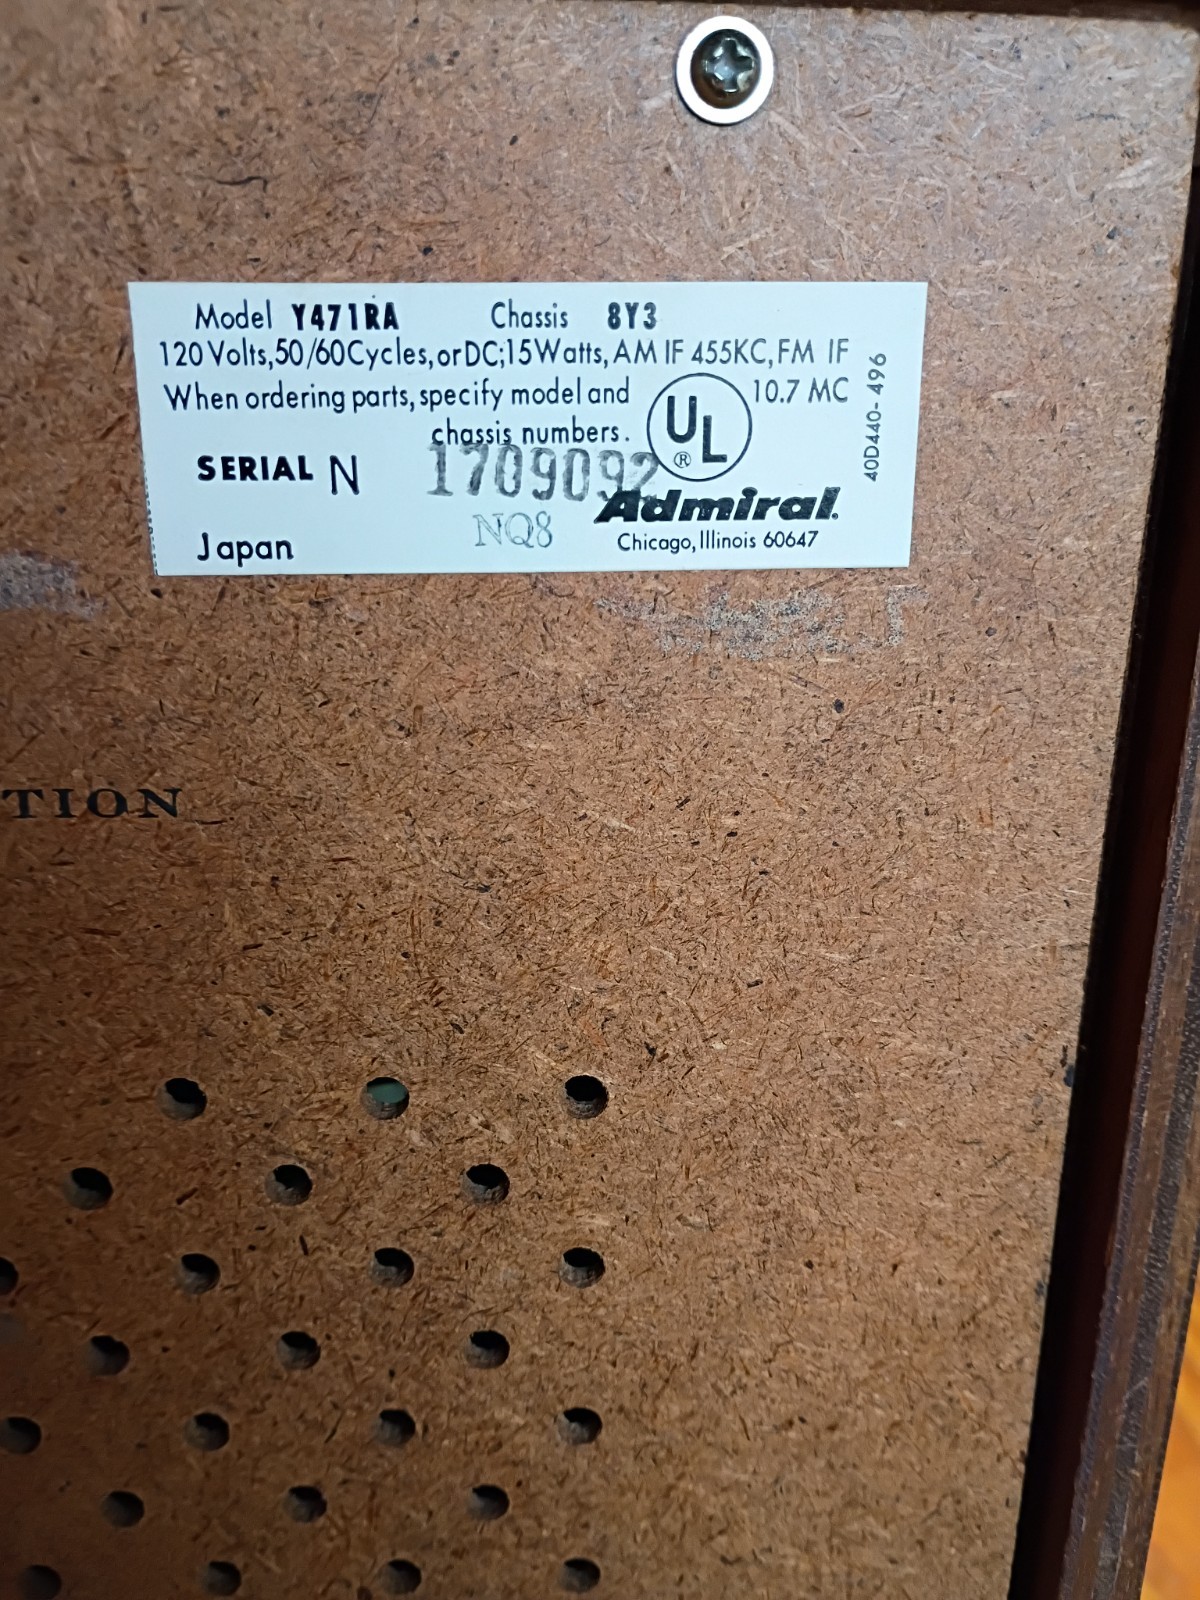 Model Y471RA Chassis 8Y3
120 Volts, 50/60 Cycles, or DC; 15 Watts, AM IF 455KC, FM IF
10.7 MC
When ordering parts, specify model and
chassis numbers.
UL
®
40D440-496
SERIAL N 1709092
Admiral.
NQ8
Chicago, Illinois 60647
Japan
TION